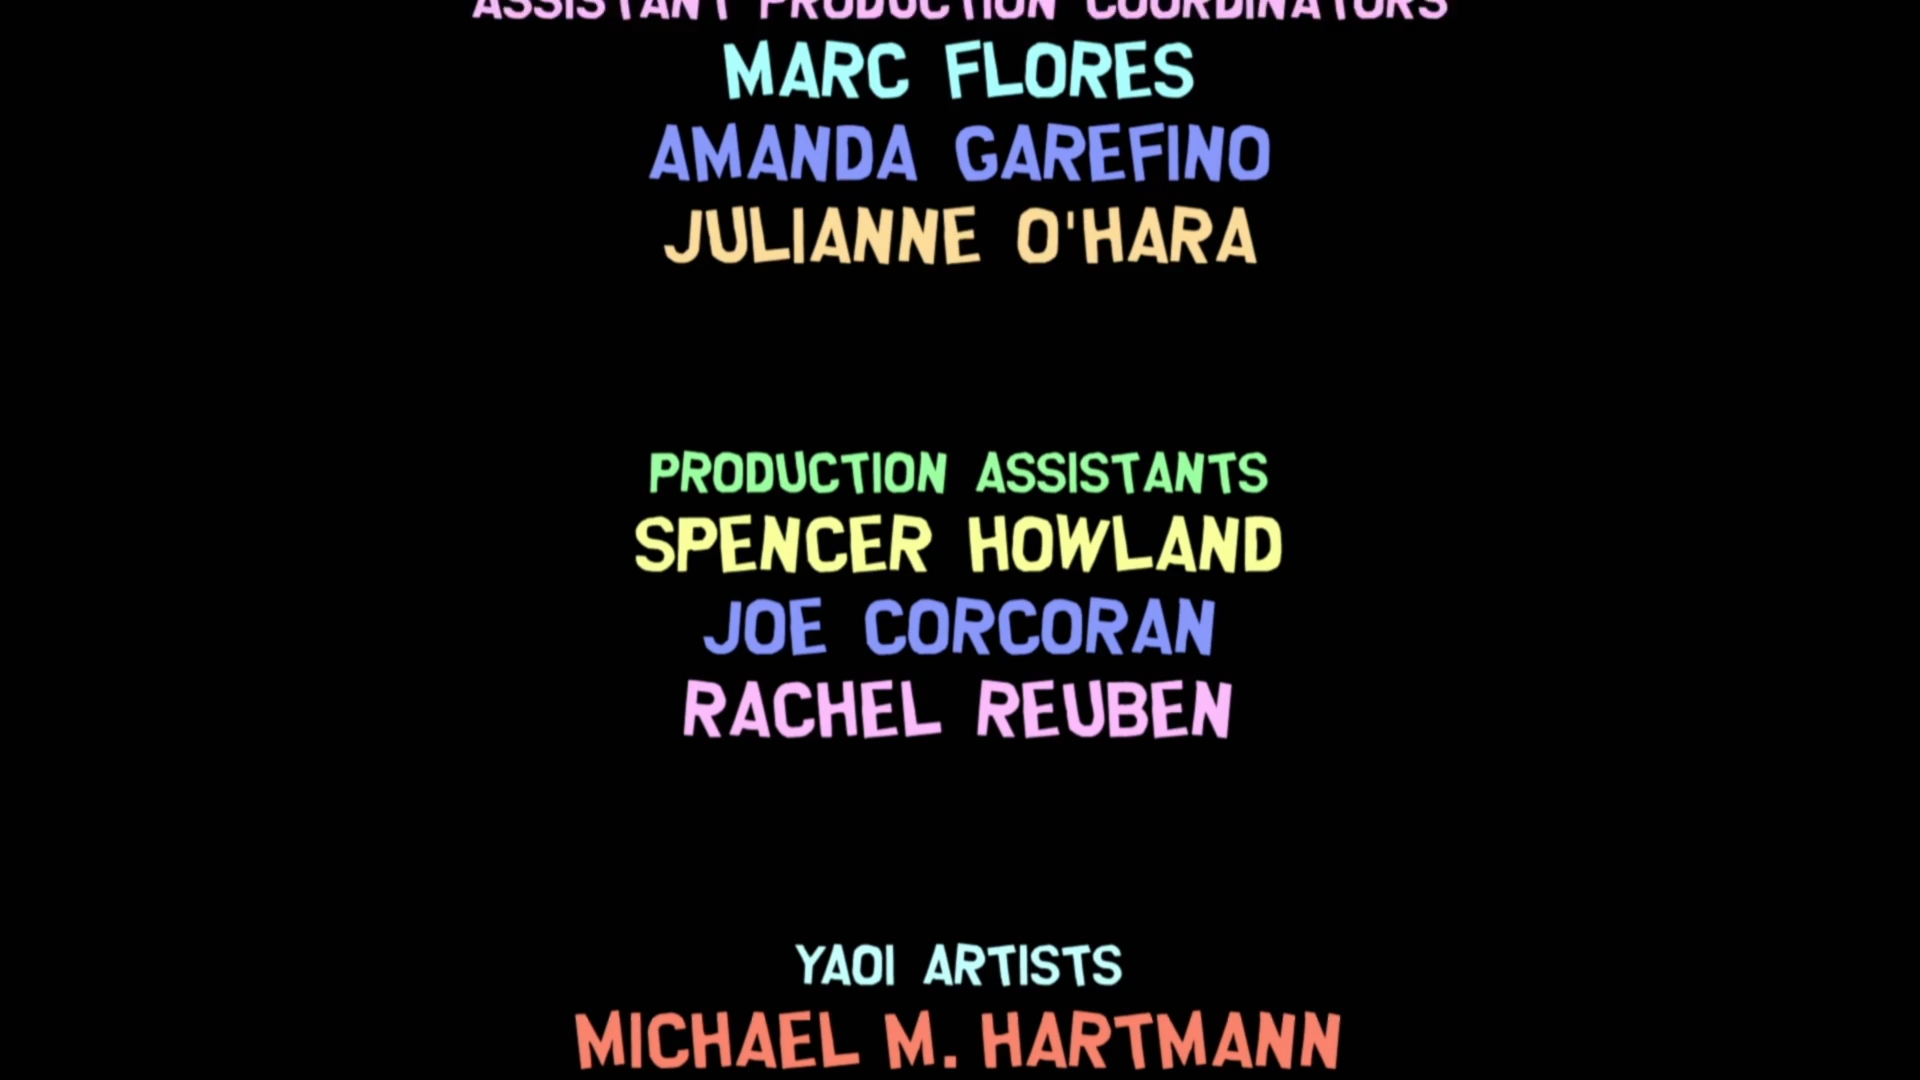 ASSISTANT PRODUCTION COORDINATORS
MARC FLORES
AMANDA GAREFINO
JULIANNE O'HARA
PRODUCTION ASSISTANTS
SPENCER HOWLAND
JOE CORCORAN
RACHEL REUBEN
YAOI ARTISTS
MICHAEL M. HARTMANN